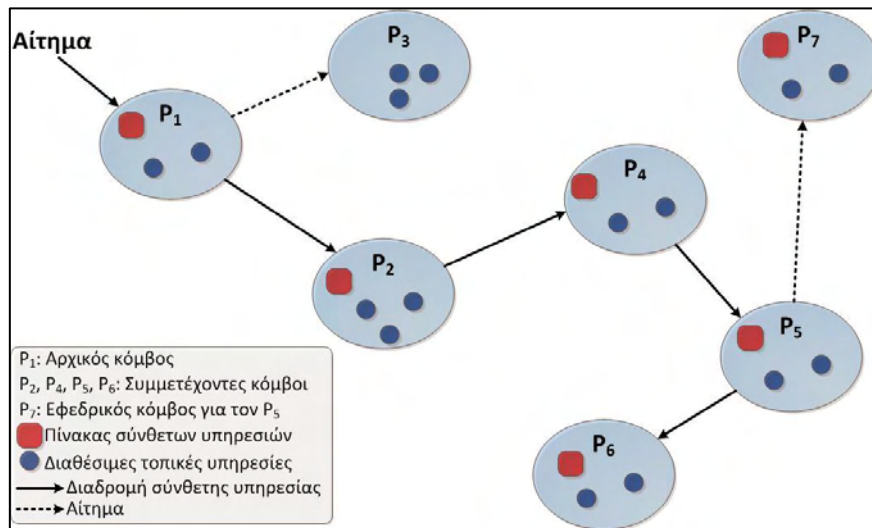 Αίτημα
P₃
P₇
P₁
P₄
P₂
P₅
P₆
P₁: Αρχικός κόμβος
P₂, P₄, P₅, P₆: Συμμετέχοντες κόμβοι
P₇: Εφεδρικός κόμβος για τον P₅
Πίνακας σύνθετων υπηρεσιών
Διαθέσιμες τοπικές υπηρεσίες
Διαδρομή σύνθετης υπηρεσίας
Αίτημα